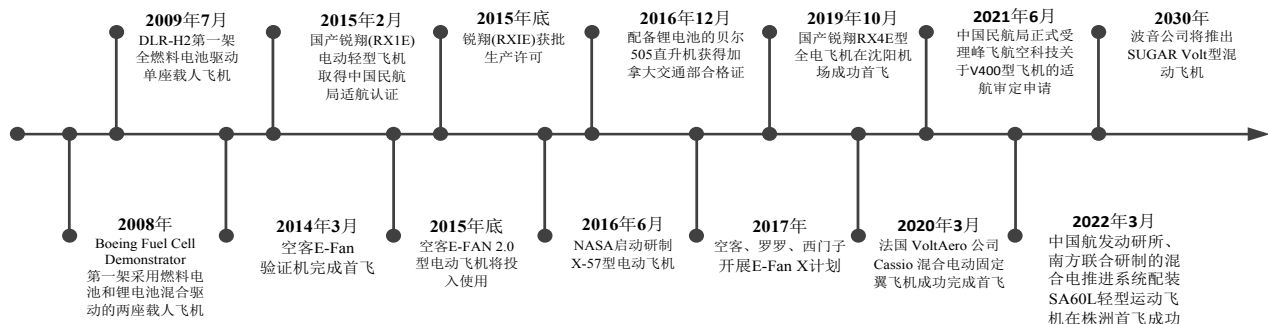 2009年7月
DLR-H2第一架
全燃料电池驱动
单座载人飞机
2015年2月
国产锐翔(RX1E)
电动轻型飞机
取得中国民航
局适航认证
2015年底
锐翔(RXIE)获批
生产许可
2016年12月
配备锂电池的贝尔
505直升机获得加
拿大交通部合格证
2019年10月
国产锐翔RX4E型
全电飞机在沈阳机
场成功首飞
2021年6月
中国民航局正式受
理峰飞航空科技关
于V400型飞机的适
航审定申请
2030年
波音公司将推出
SUGAR Volt型混
动飞机
2008年
Boeing Fuel Cell
Demonstrator
第一架采用燃料电
池和锂电池混合驱
动的两座载人飞机
2014年3月
空客E-Fan
验证机完成首飞
2015年底
空客E-FAN 2.0
型电动飞机将投
入使用
2016年6月
NASA启动研制
X-57型电动飞机
2017年
空客、罗罗、西门子
开展E-Fan X计划
2020年3月
法国 VoltAero 公司
Cassio 混合电动固定
翼飞机成功完成首飞
2022年3月
中国航发动研所、
南方联合研制的混
合电推进系统配装
SA60L轻型运动飞
机在株洲首飞成功